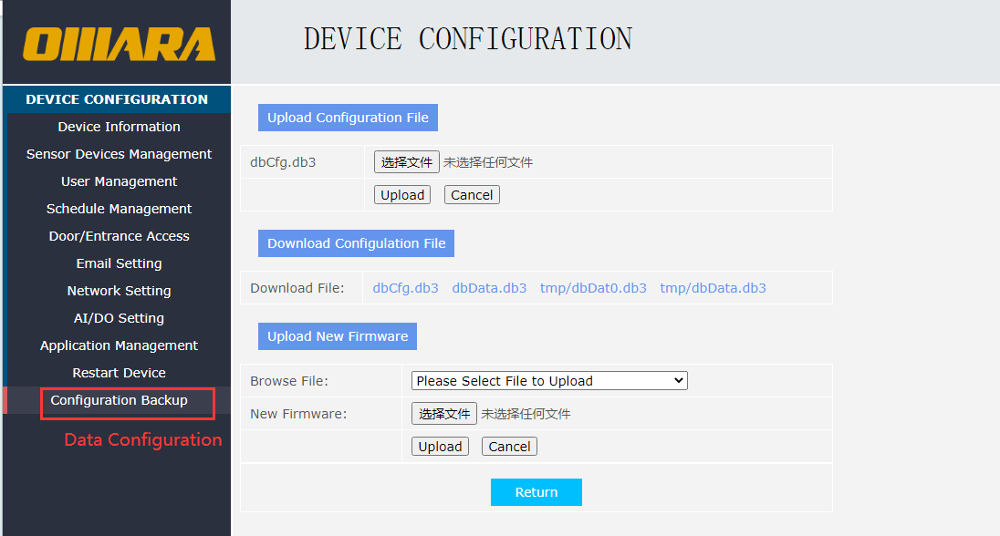 OMARA
DEVICE CONFIGURATION
DEVICE CONFIGURATION
Device Information
Sensor Devices Management
User Management
Schedule Management
Door/Entrance Access
Email Setting
Network Setting
AI/DO Setting
Application Management
Restart Device
Configuration Backup
Data Configuration
Upload Configuration File
dbCfg.db3 选择文件 未选择任何文件
Upload Cancel
Download Configulation File
Download File: dbCfg.db3 dbData.db3 tmp/dbDat0.db3 tmp/dbData.db3
Upload New Firmware
Browse File: Please Select File to Upload
New Firmware: 选择文件 未选择任何文件
Upload Cancel
Return